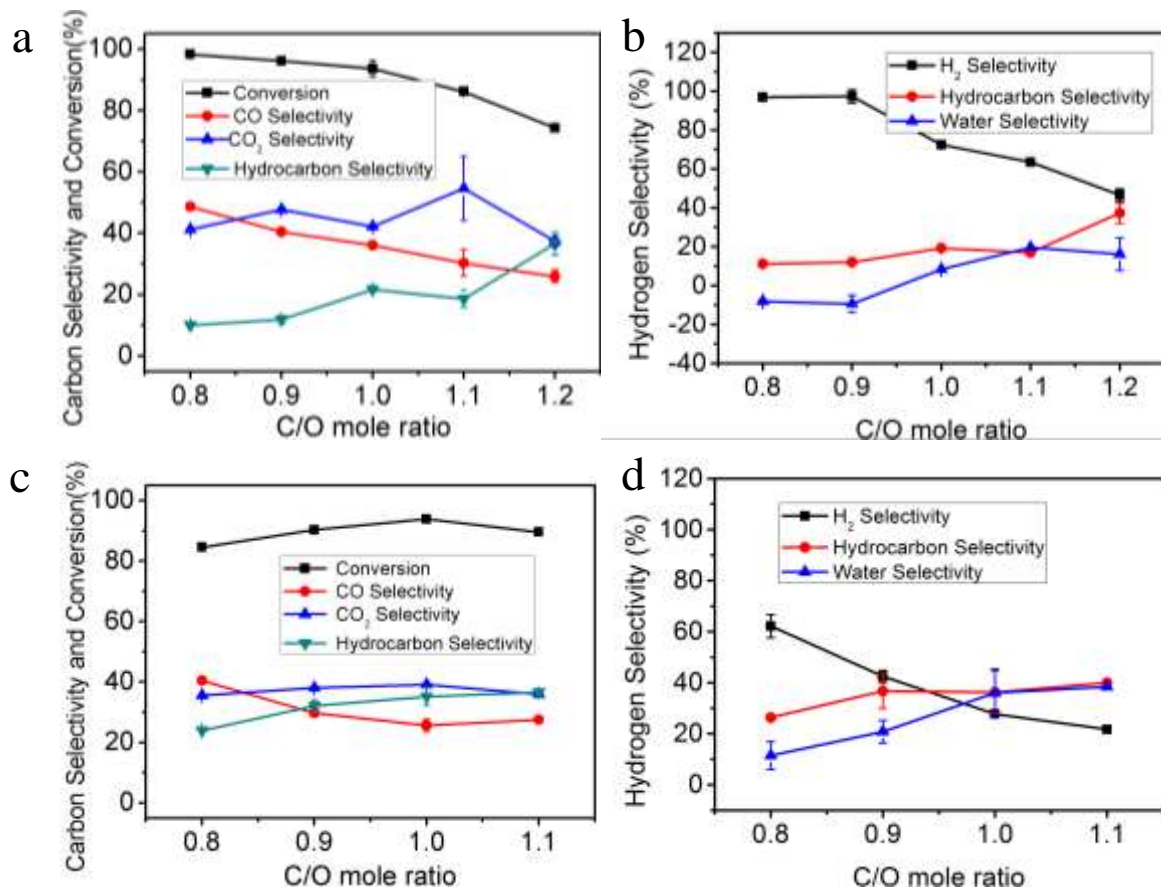 a
Carbon Selectivity and Conversion(%)
100
80
60
40
20
0
Conversion
CO Selectivity
CO2 Selectivity
Hydrocarbon Selectivity
0.8 0.9 1.0 1.1 1.2
C/O mole ratio
b
Hydrogen Selectivity (%)
120
100
80
60
40
20
0
-20
-40
H2 Selectivity
Hydrocarbon Selectivity
Water Selectivity
0.8 0.9 1.0 1.1 1.2
C/O mole ratio
c
Carbon Selectivity and Conversion(%)
100
80
60
40
20
0
Conversion
CO Selectivity
CO2 Selectivity
Hydrocarbon Selectivity
0.8 0.9 1.0 1.1
C/O mole ratio
d
Hydrogen Selectivity (%)
120
100
80
60
40
20
0
H2 Selectivity
Hydrocarbon Selectivity
Water Selectivity
0.8 0.9 1.0 1.1
C/O mole ratio